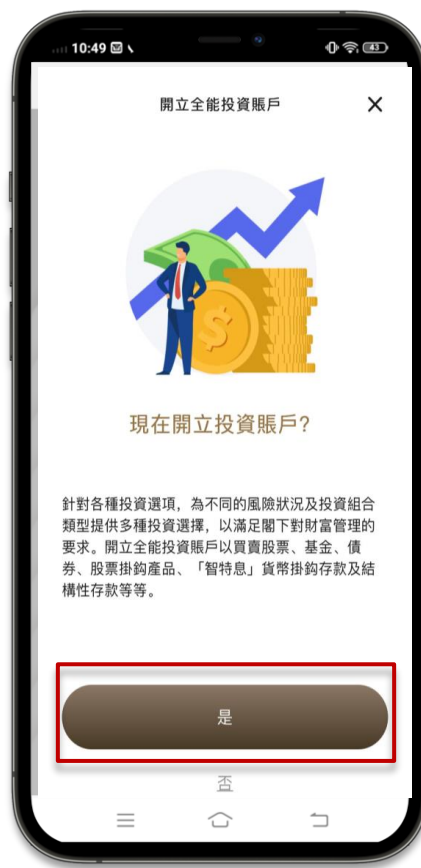 10:49
43
開立全能投資賬戶
現在開立投資賬戶?
針對各種投資選項，為不同的風險狀況及投資組合
類型提供多種投資選擇，以滿足閣下對財富管理的
要求。開立全能投資賬戶以買賣股票、基金、債
券、股票掛鈎產品、「智特息」貨幣掛鈎存款及結
構性存款等等。
是
否